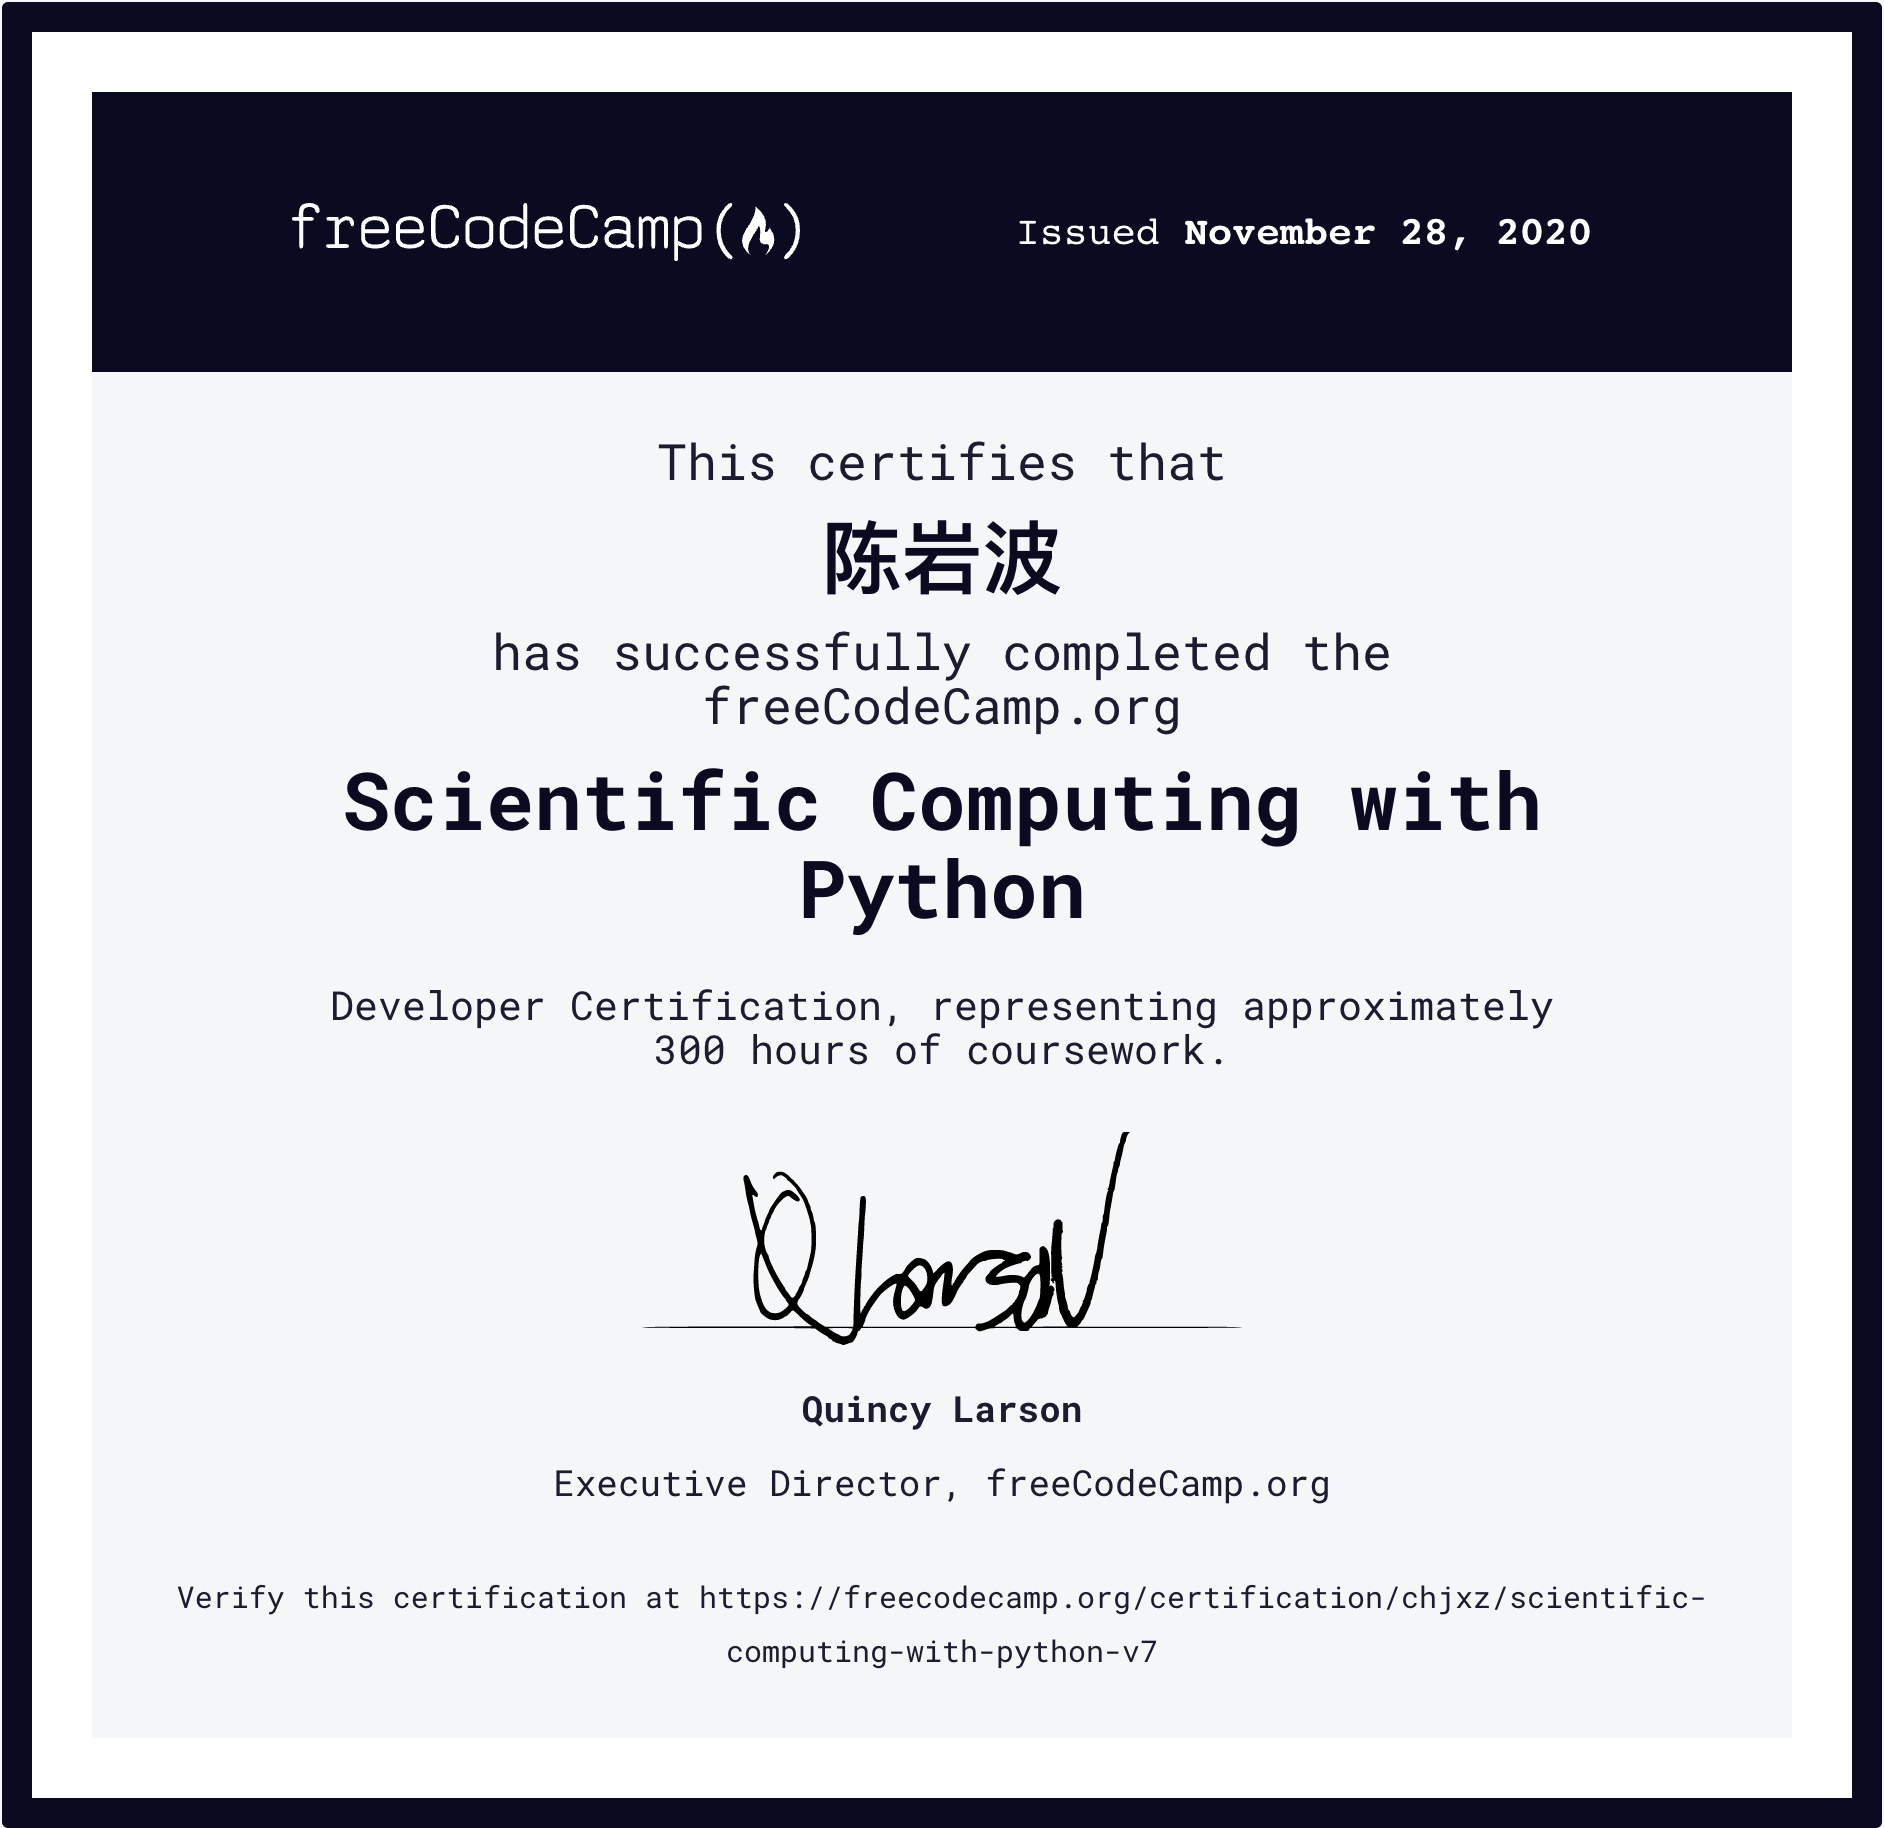 freeCodeCamp(🔥)
Issued November 28, 2020
This certifies that
陈岩波
has successfully completed the
freeCodeCamp.org
Scientific Computing with
Python
Developer Certification, representing approximately
300 hours of coursework.
Q Larson
Quincy Larson
Executive Director, freeCodeCamp.org
Verify this certification at https://freecodecamp.org/certification/chjxz/scientific-
computing-with-python-v7